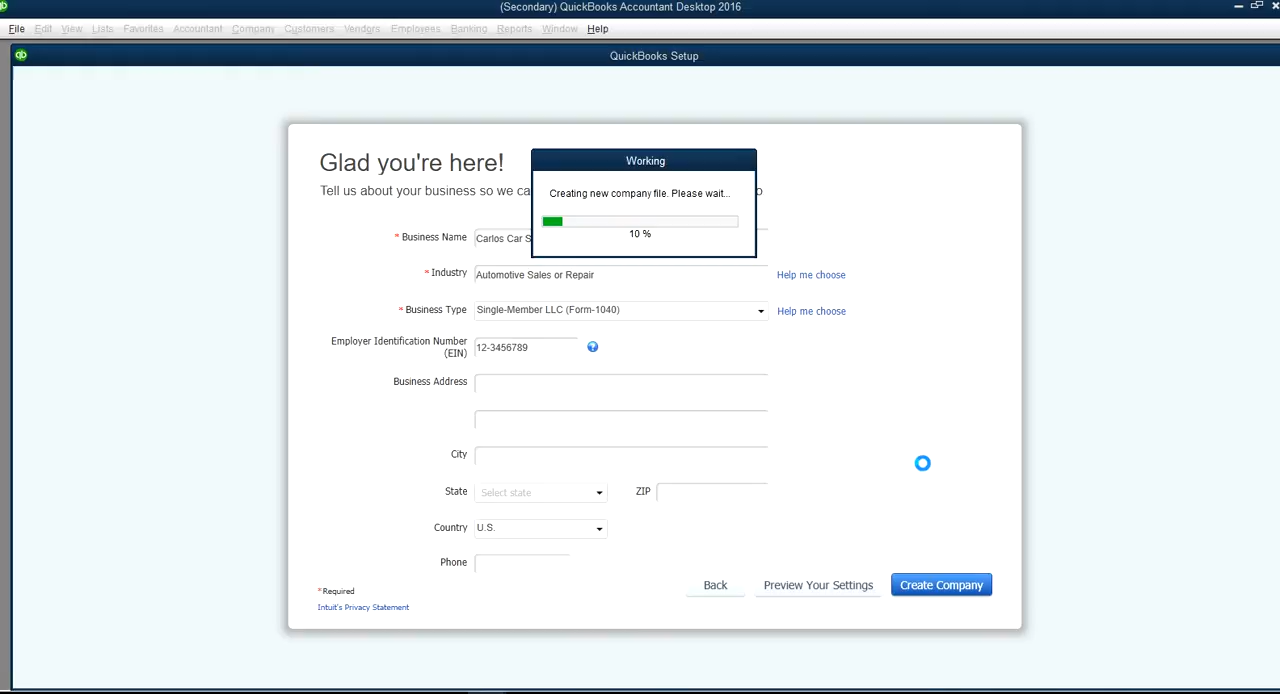 (Secondary) QuickBooks Accountant Desktop 2016
File Edit View Lists Favorites Accountant Company Customers Vendors Employees Banking Reports Window Help
qb QuickBooks Setup
Glad you're here!
Tell us about your business so we ca
Working
Creating new company file. Please wait...
10 %
* Business Name Carlos Car S
* Industry Automotive Sales or Repair Help me choose
* Business Type Single-Member LLC (Form-1040) Help me choose
Employer Identification Number
(EIN) 12-3456789 ?
Business Address
City
State Select state ZIP
Country U.S.
Phone
Back Preview Your Settings Create Company
* Required
Intuit's Privacy Statement